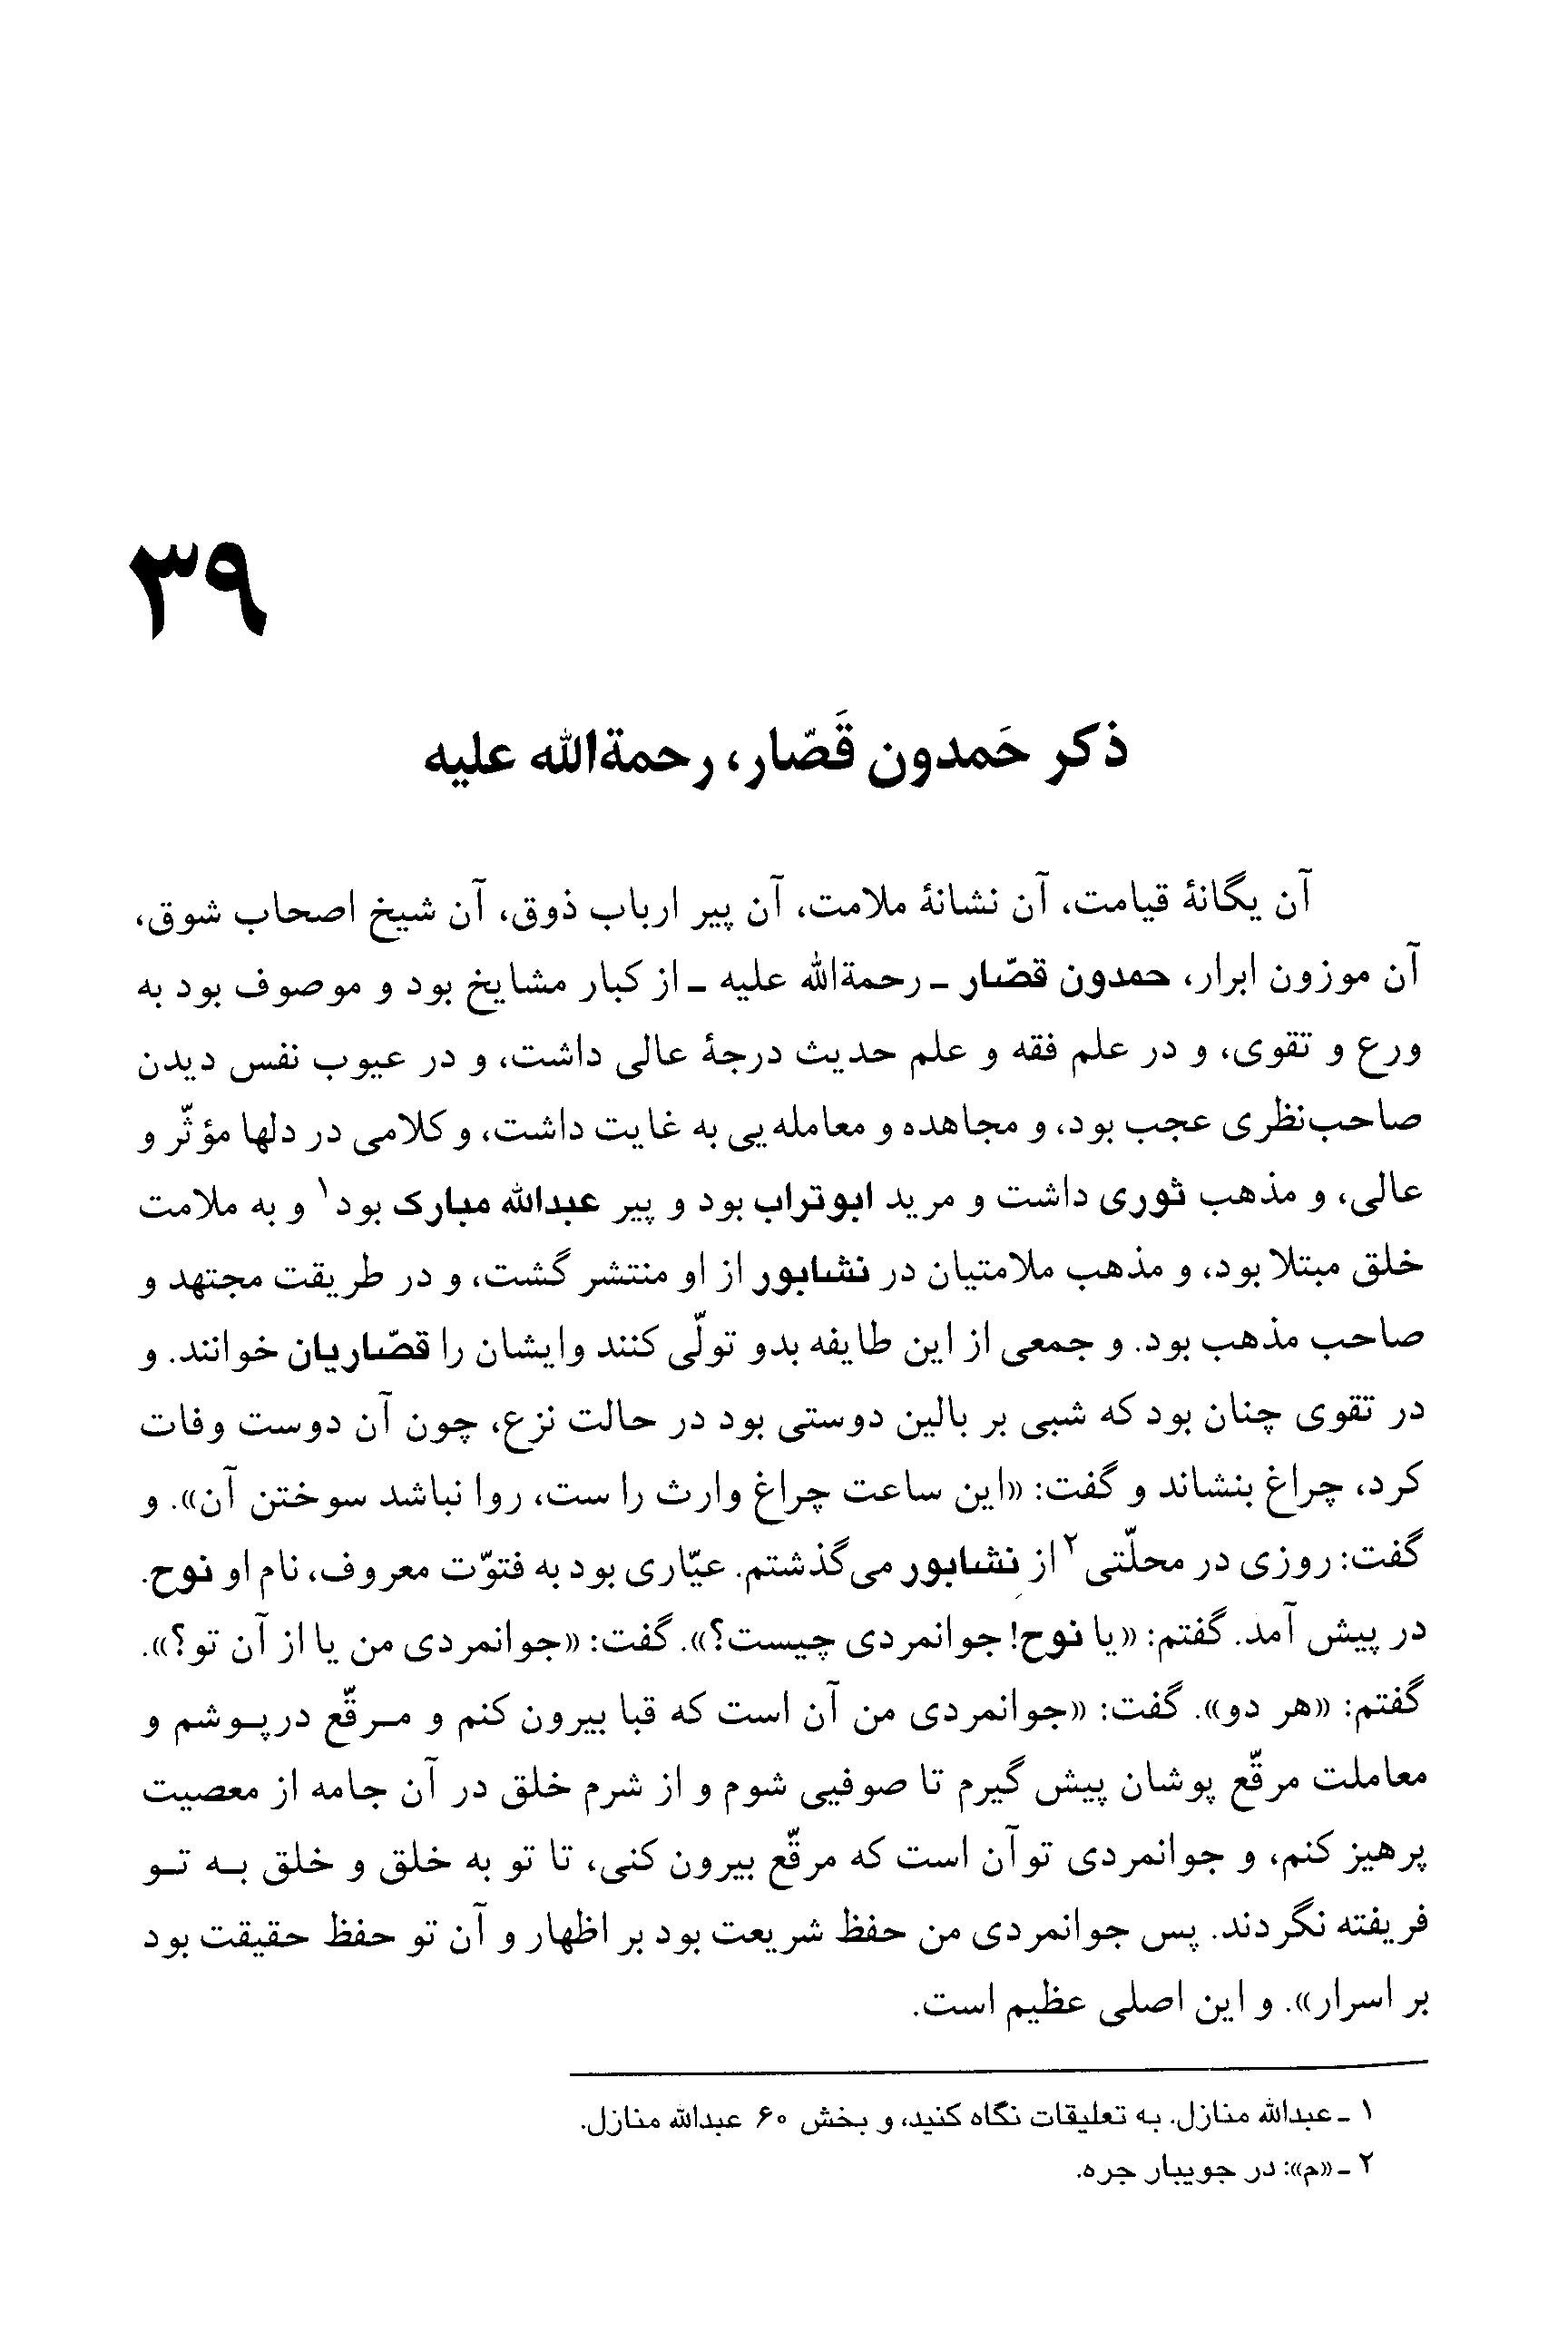 ۳۹
ذکر حَمدون قَصّار، رحمةالله علیه
آن یگانهٔ قیامت، آن نشانهٔ ملامت، آن پیر ارباب ذوق، آن شیخ اصحاب شوق،
آن موزون ابرار، حمدون قصّار ـ رحمةالله علیه ـ از کبار مشایخ بود و موصوف بود به
ورع و تقوی، و در علم فقه و علم حدیث درجهٔ عالی داشت، و در عیوب نفس دیدن
صاحب‌نظری عجب بود، و مجاهده و معامله‌یی به غایت داشت، و کلامی در دلها مؤثّر و
عالی، و مذهب ثوری داشت و مرید ابوتراب بود و پیر عبدالله مبارک بود۱ و به ملامت
خلق مبتلا بود، و مذهب ملامتیان در نشابور از او منتشر گشت، و در طریقت مجتهد و
صاحب مذهب بود. و جمعی از این طایفه بدو تولّی کنند وایشان را قصّاریان خوانند. و
در تقوی چنان بود که شبی بر بالین دوستی بود در حالت نزع، چون آن دوست وفات
کرد، چراغ بنشاند و گفت: «این ساعت چراغ وارث را ست، روا نباشد سوختن آن». و
گفت: روزی در محلّتی۲ از نشابور می‌گذشتم. عیّاری بود به فتوّت معروف، نام او نوح.
در پیش آمد. گفتم: «یا نوح! جوانمردی چیست؟». گفت: «جوانمردی من یا از آن تو؟».
گفتم: «هر دو». گفت: «جوانمردی من آن است که قبا بیرون کنم و مـرقّع درپـوشم و
معاملت مرقّع پوشان پیش گیرم تا صوفیی شوم و از شرم خلق در آن جامه از معصیت
پرهیز کنم، و جوانمردی توآن است که مرقّع بیرون کنی، تا تو به خلق و خلق بـه تـو
فریفته نگردند. پس جوانمردی من حفظ شریعت بود بر اظهار و آن تو حفظ حقیقت بود
بر اسرار». و این اصلی عظیم است.
۱ ـ عبدالله منازل. به تعلیقات نگاه کنید، و بخش ۶۰ عبدالله منازل.
۲ ـ «م»: در جویبار جره.